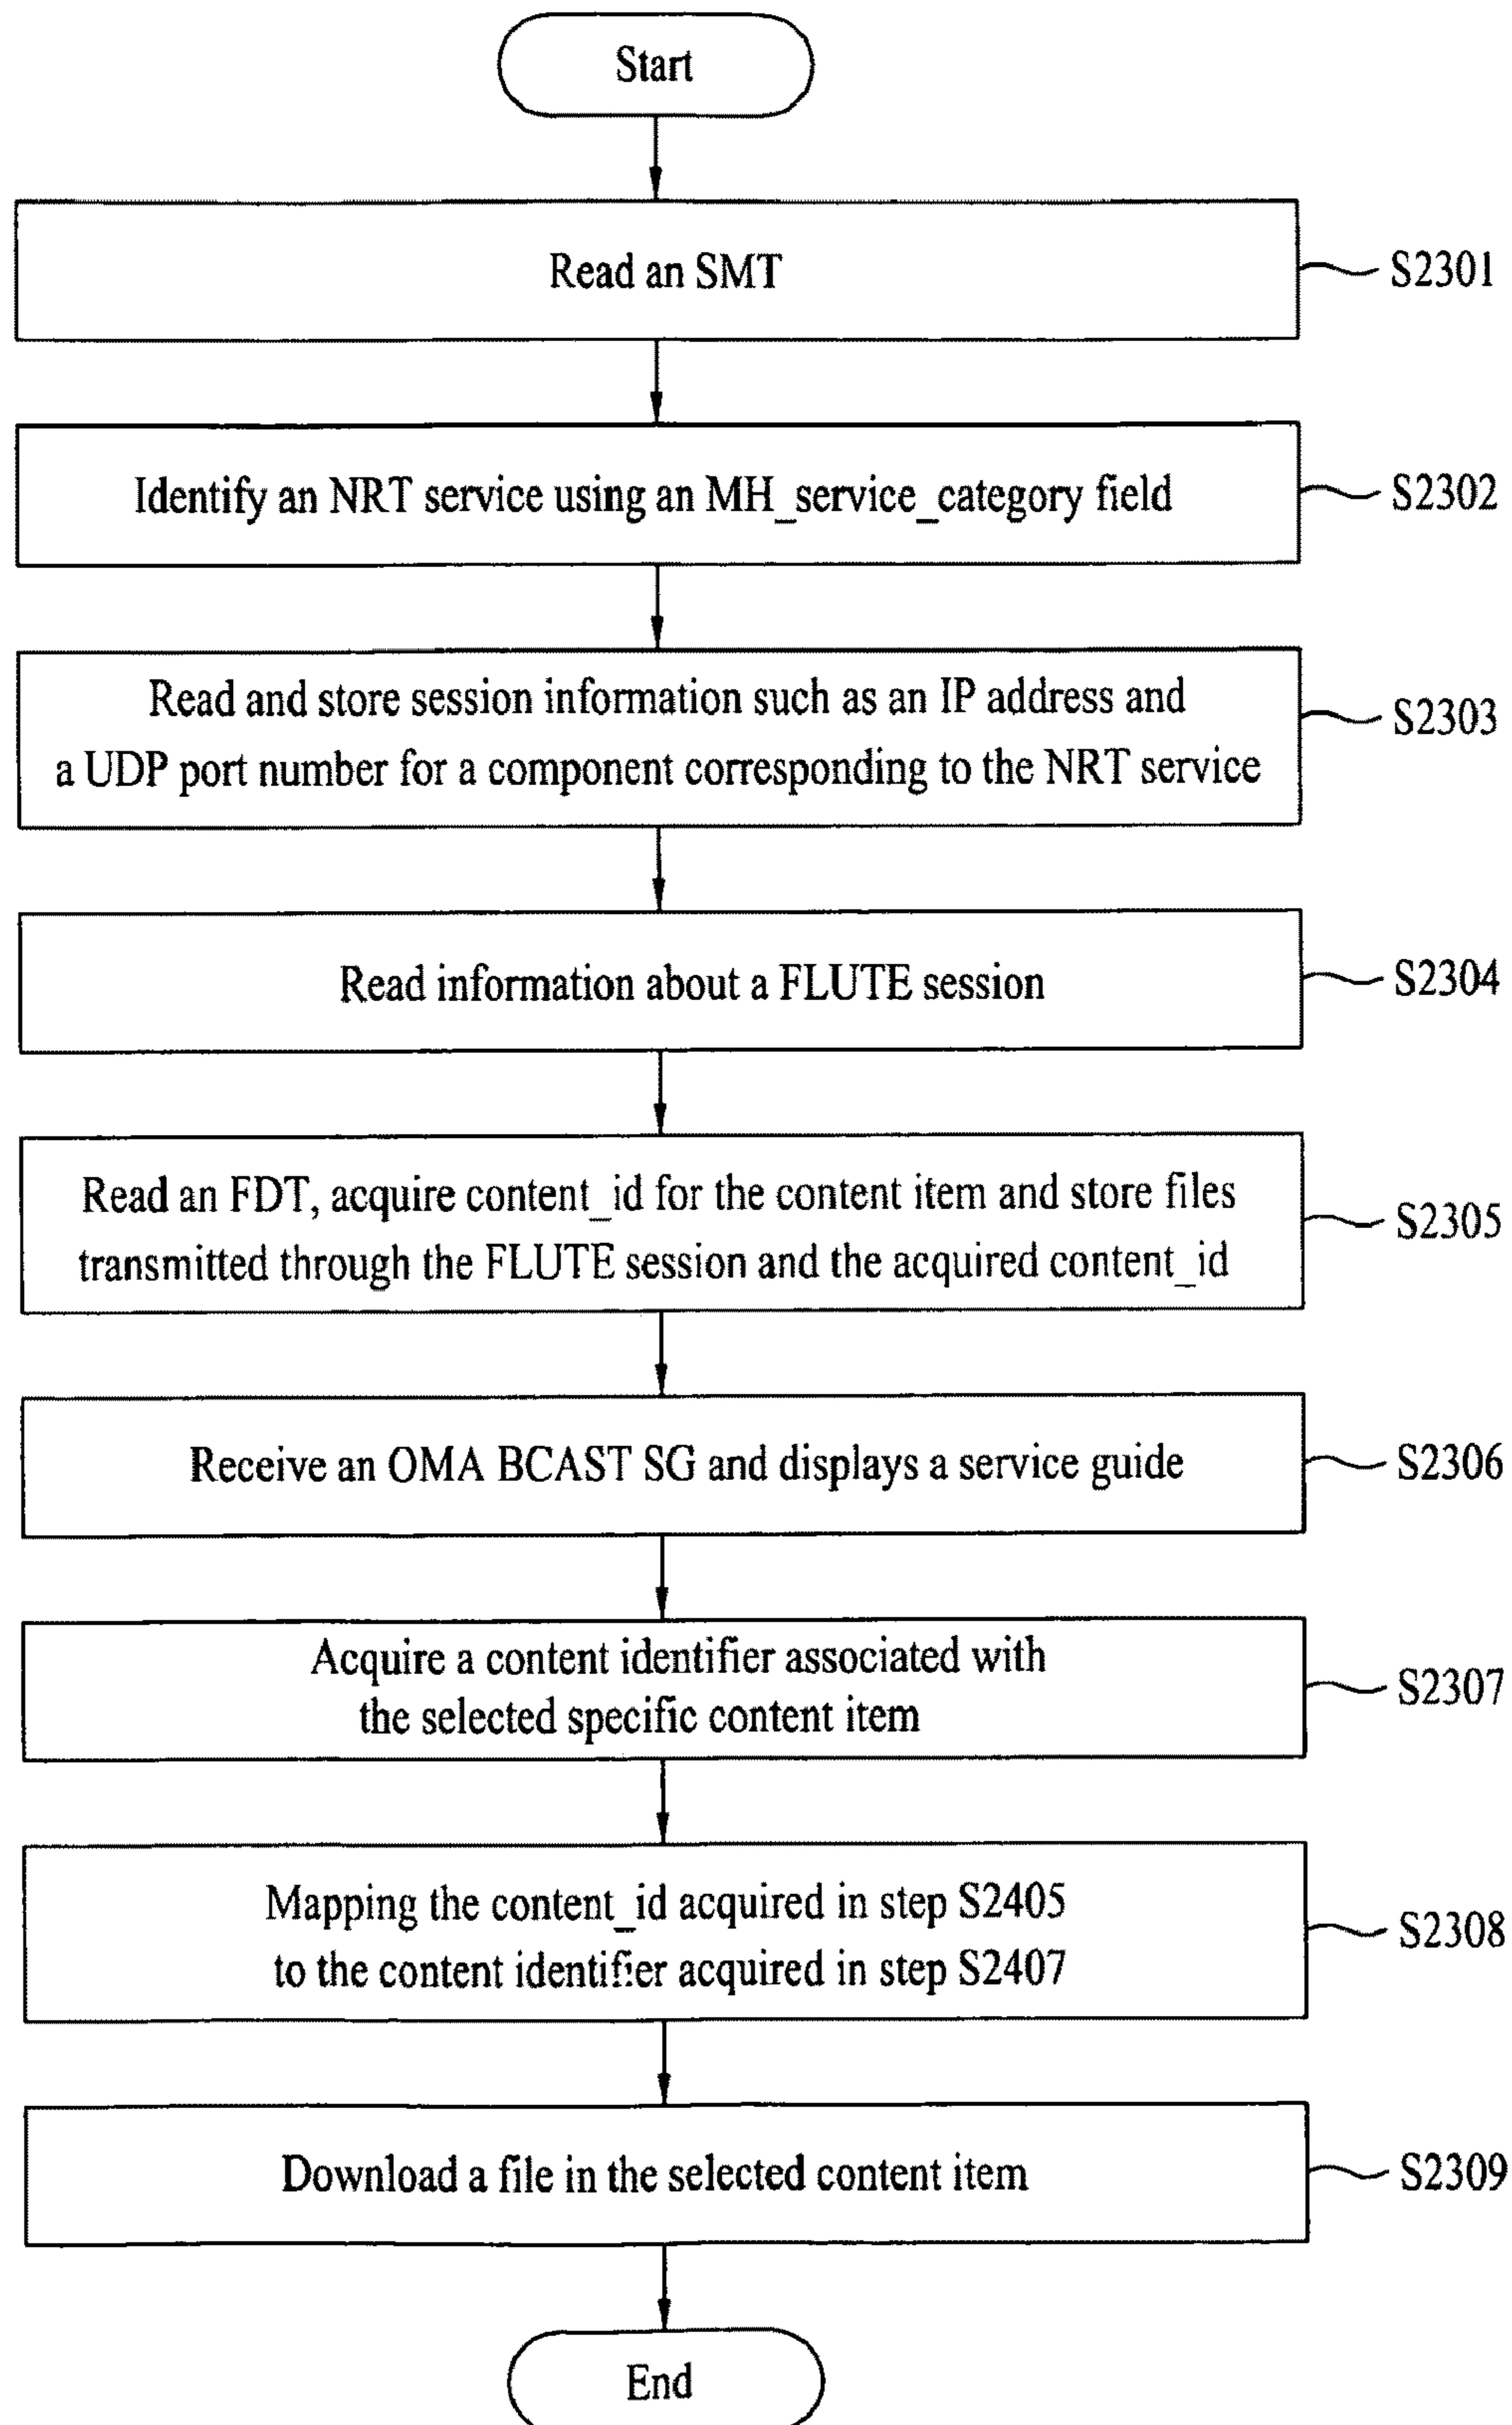 Start
Read an SMT
S2301
Identify an NRT service using an MH_service_category field
S2302
Read and store session information such as an IP address and
a UDP port number for a component corresponding to the NRT service
S2303
Read information about a FLUTE session
S2304
Read an FDT, acquire content_id for the content item and store files
transmitted through the FLUTE session and the acquired content_id
S2305
Receive an OMA BCAST SG and displays a service guide
S2306
Acquire a content identifier associated with
the selected specific content item
S2307
Mapping the content_id acquired in step S2405
to the content identifier acquired in step S2407
S2308
Download a file in the selected content item
S2309
End